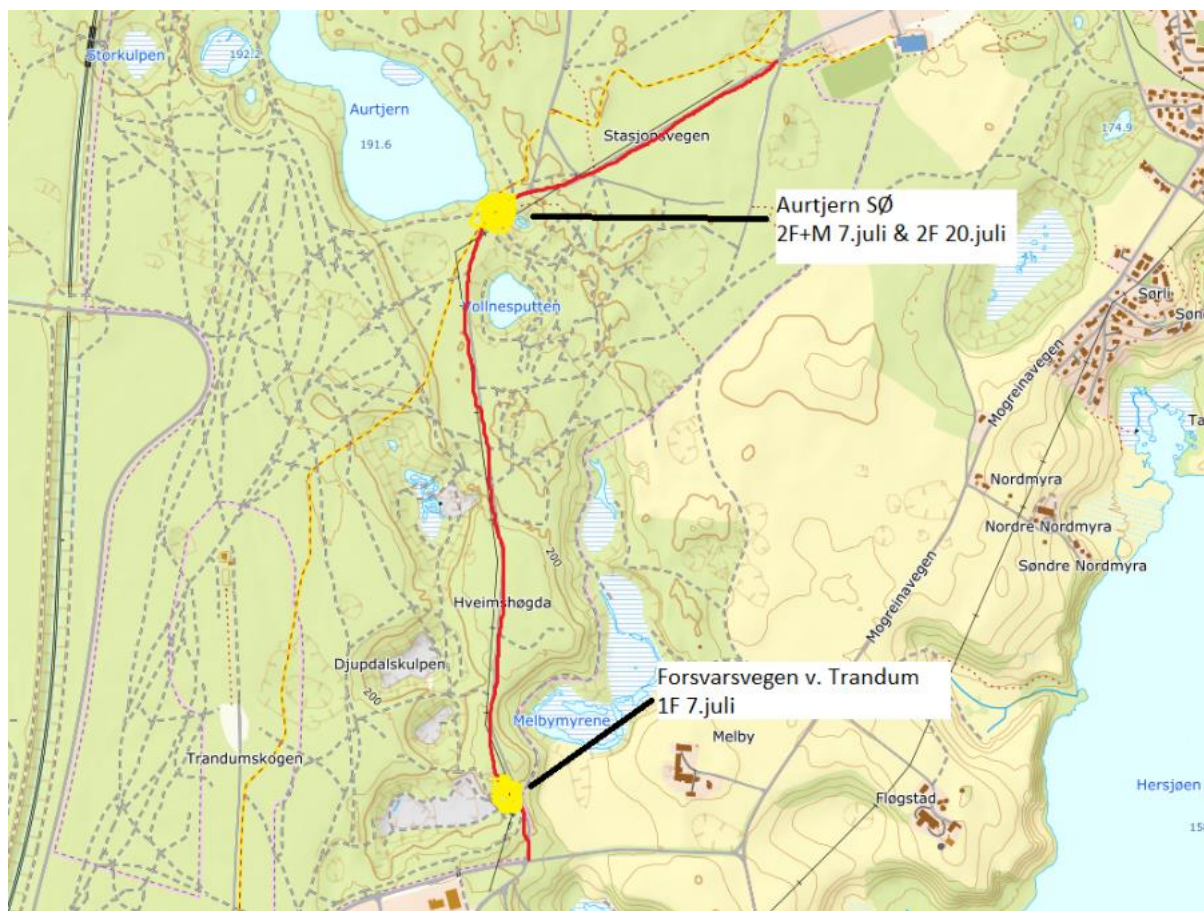 Storkulpen
192.2
Aurtjern
191.6
Stasjonsvegen
174.9
Aurtjern SØ
2F+M 7.juli & 2F 20.juli
Sørli
Mogreinavegen
Nordmyra
Nordre Nordmyra
Søndre Nordmyra
200
Mogreinavegen
Hveimshøgda
Djupdalskulpen
200
Forsvarsvegen v. Trandum
1F 7.juli
Melbymyrene
Melby
Trandumskogen
Fløgstad
Hersjøen